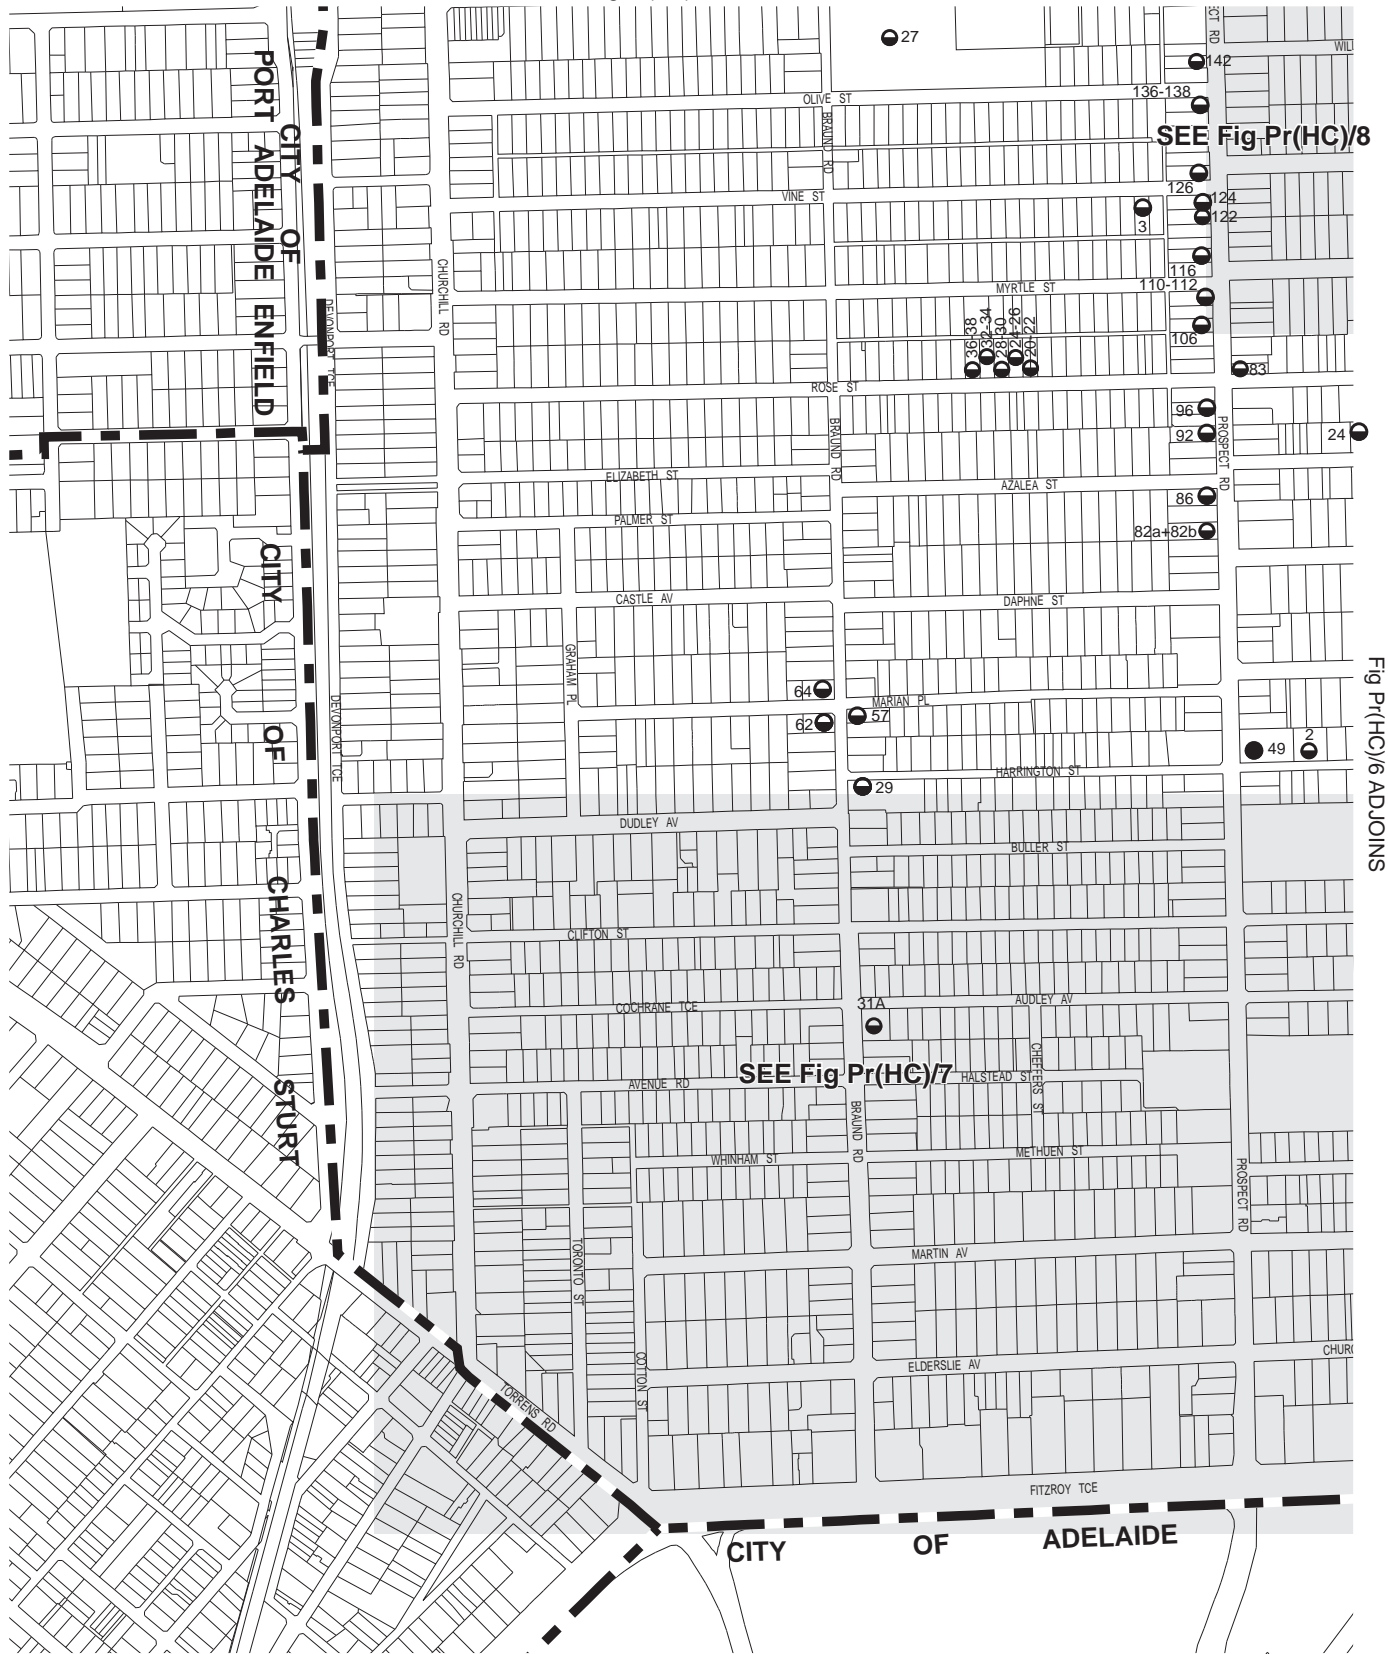 27
CT RD
WIL
142
136-138
OLIVE ST
BRAUND RD
SEE Fig Pr(HC)/8
126
124
122
VINE ST
3
116
110-112
MYRTLE ST
106
36-38
32-34
28-30
24-26
20-22
83
ROSE ST
96
92
24
PROSPECT RD
BRAUND RD
CHURCHILL RD
DEVONPORT TCE
CITY OF
PORT ADELAIDE ENFIELD
ELIZABETH ST
AZALEA ST
86
PALMER ST
82a+82b
CASTLE AV
DAPHNE ST
GRAHAM PL
64
MARIAN PL
57
62
49
2
HARRINGTON ST
29
Fig Pr(HC)/6 ADJOINS
DEVONPORT TCE
CITY OF CHARLES STURT
DUDLEY AV
BULLER ST
CHURCHILL RD
CLIFTON ST
COCHRANE TCE
31A
AUDLEY AV
CHEFFERS ST
SEE Fig Pr(HC)/7
HALSTEAD ST
AVENUE RD
BRAUND RD
METHUEN ST
WHINHAM ST
PROSPECT RD
TORONTO ST
MARTIN AV
COTTON ST
ELDERSLIE AV
CHURC
TORRENS RD
FITZROY TCE
CITY OF ADELAIDE